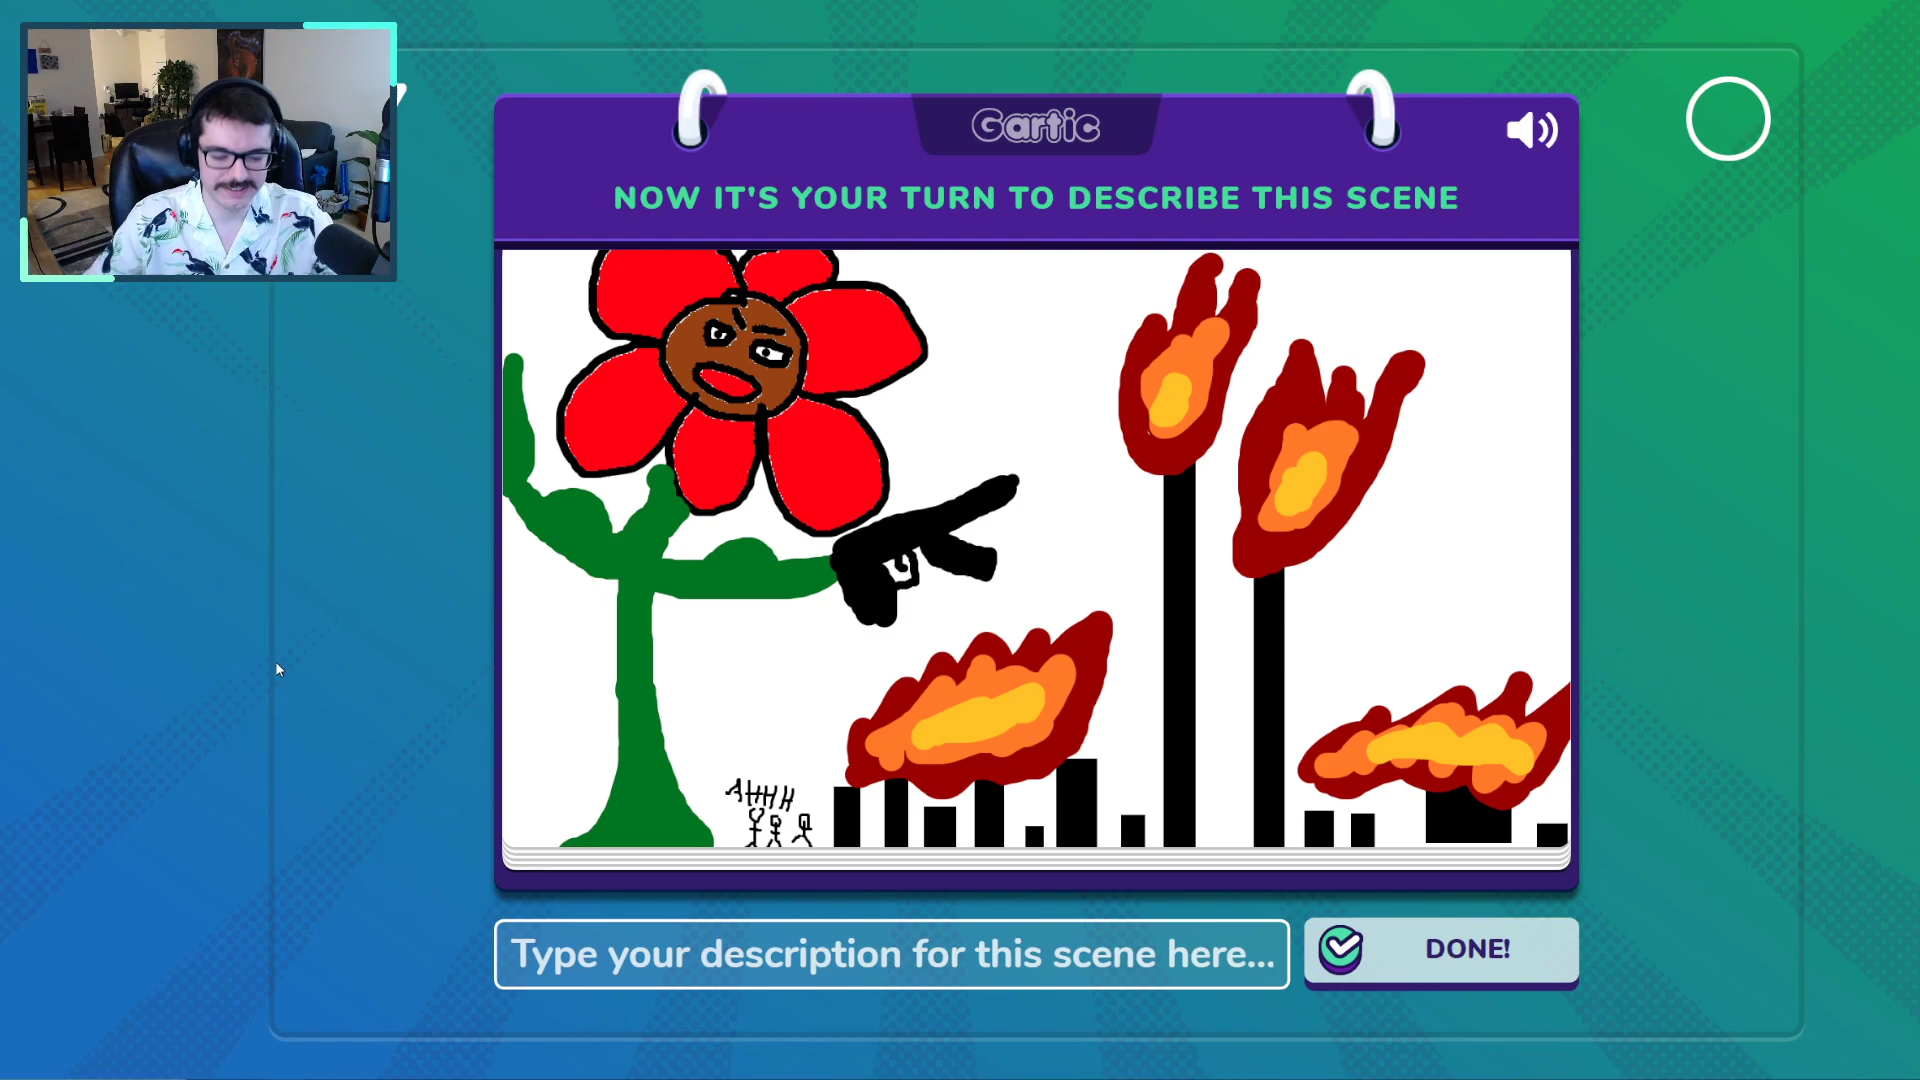 Gartic
NOW IT'S YOUR TURN TO DESCRIBE THIS SCENE
AHHH
Type your description for this scene here...
DONE!